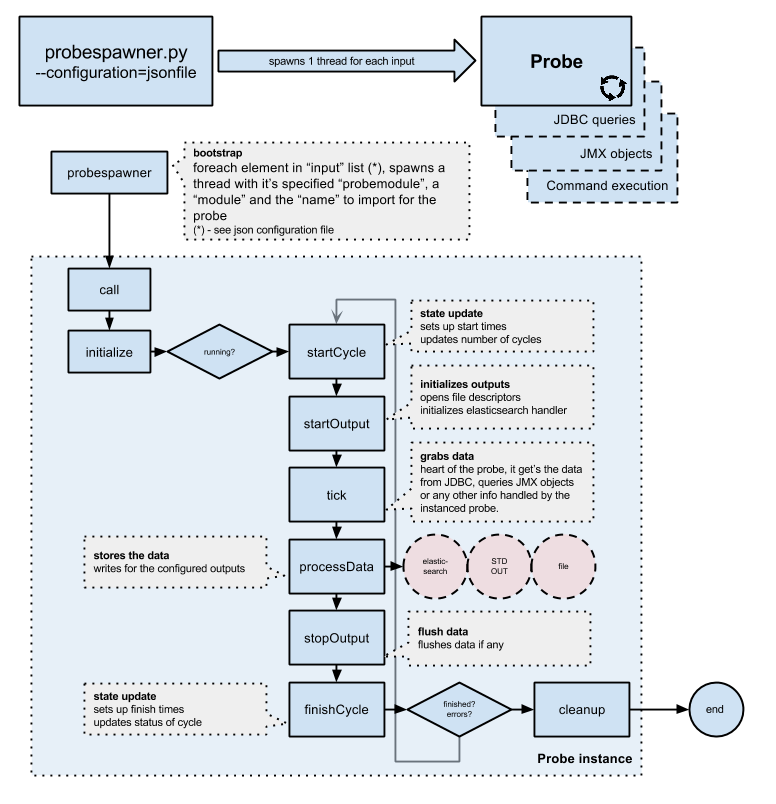 probespawner.py
--configuration=jsonfile
spawns 1 thread for each input
Probe
JDBC queries
JMX objects
Command execution
probespawner
bootstrap
foreach element in “input” list (*), spawns a
thread with it’s specified “probemodule”, a
“module” and the “name” to import for the
probe
(*) - see json configuration file
call
initialize
running?
startCycle
state update
sets up start times
updates number of cycles
startOutput
initializes outputs
opens file descriptors
initializes elasticsearch handler
tick
grabs data
heart of the probe, it get’s the data
from JDBC, queries JMX objects
or any other info handled by the
instanced probe.
stores the data
writes for the configured outputs
processData
elastic-
search
STD
OUT
file
stopOutput
flush data
flushes data if any
state update
sets up finish times
updates status of cycle
finishCycle
finished?
errors?
cleanup
end
Probe instance